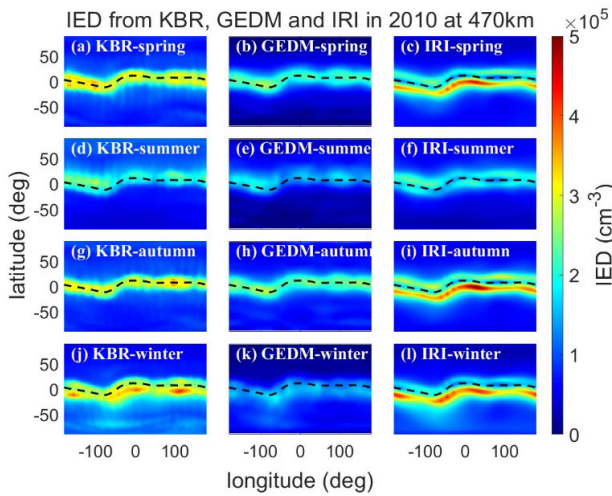 IED from KBR, GEDM and IRI in 2010 at 470km
×10⁵
(a) KBR-spring
(b) GEDM-spring
(c) IRI-spring
50
0
-50
(d) KBR-summer
(e) GEDM-summe
(f) IRI-summer
50
0
-50
(g) KBR-autumn
(h) GEDM-autumn
(i) IRI-autumn
50
0
-50
(j) KBR-winter
(k) GEDM-winter
(l) IRI-winter
50
0
-50
-100 0 100
-100 0 100
-100 0 100
latitude (deg)
longitude (deg)
5
4
3
2
1
0
IED (cm⁻³)